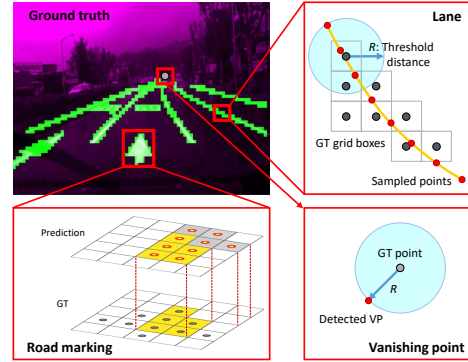 Ground truth
Lane
R: Threshold
distance
GT grid boxes
Sampled points
Prediction
GT
Road marking
GT point
R
Detected VP
Vanishing point